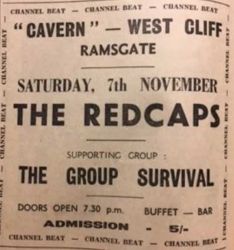 CHANNEL BEAT — CHANNEL BEAT — CHANNEL BEAT
"CAVERN" — WEST CLIFF
RAMSGATE
SATURDAY, 7th NOVEMBER
THE REDCAPS
SUPPORTING GROUP :
THE GROUP SURVIVAL
DOORS OPEN 7.30 p.m. BUFFET — BAR
ADMISSION - 5/-
CHANNEL BEAT — CHANNEL BEAT — CHANNEL BEAT